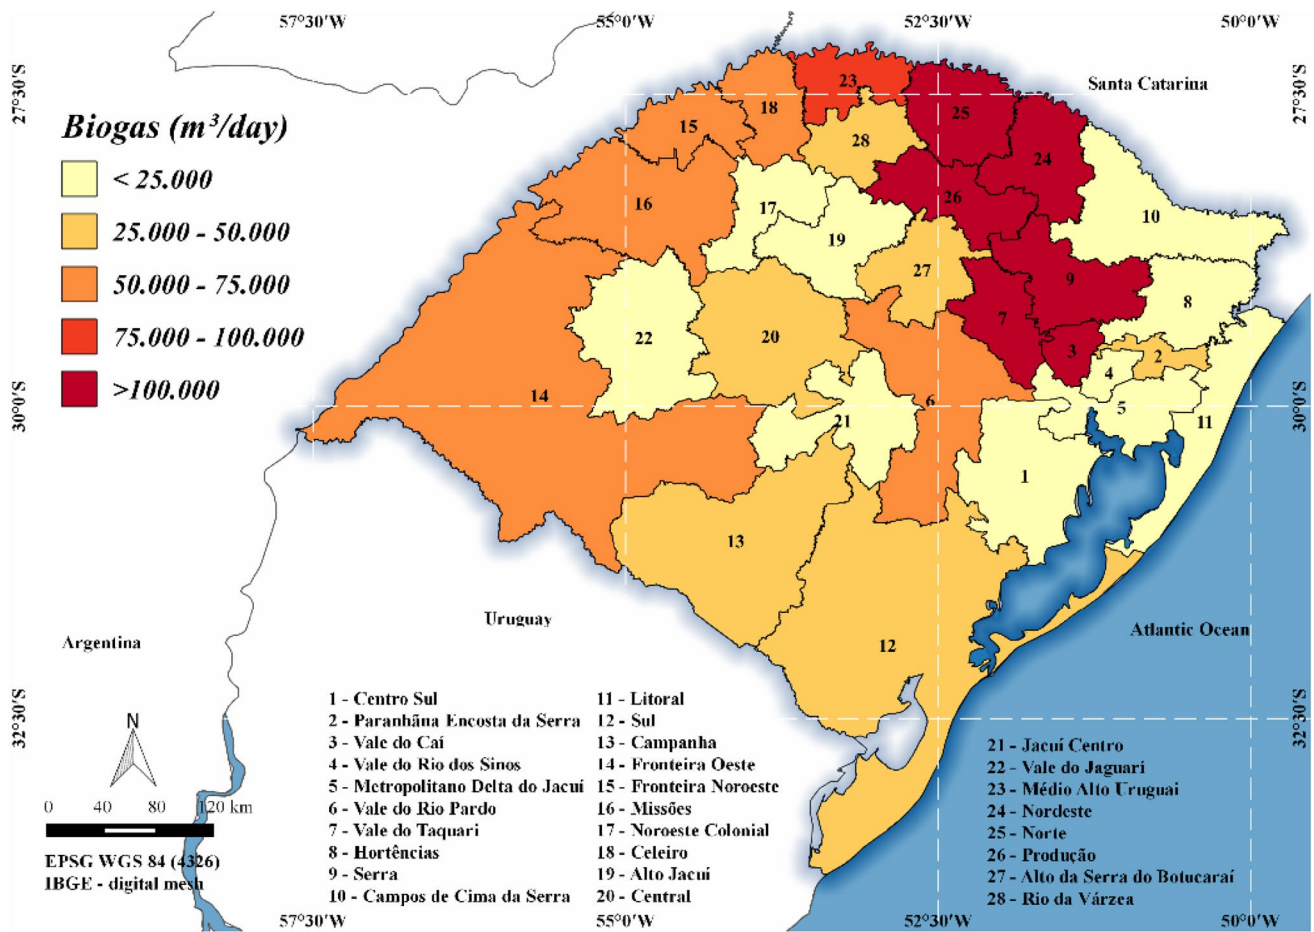 57°30'W 55°0'W 52°30'W 50°0'W
27°30'S
27°30'S
Santa Catarina
Biogas (m³/day)
< 25.000
25.000 - 50.000
50.000 - 75.000
75.000 - 100.000
>100.000
23
25
18
15
28
24
26
16
17
10
19
27
9
8
7
22
20
3
2
4
14
6
5
11
21
1
13
12
30°0'S
30°0'S
Uruguay
Argentina
Atlantic Ocean
32°30'S
32°30'S
N
0 40 80 120 km
EPSG WGS 84 (4326)
IBGE - digital mesh
1 - Centro Sul
2 - Paranhãna Encosta da Serra
3 - Vale do Caí
4 - Vale do Rio dos Sinos
5 - Metropolitano Delta do Jacuí
6 - Vale do Rio Pardo
7 - Vale do Taquari
8 - Hortências
9 - Serra
10 - Campos de Cima da Serra
11 - Litoral
12 - Sul
13 - Campanha
14 - Fronteira Oeste
15 - Fronteira Noroeste
16 - Missões
17 - Noroeste Colonial
18 - Celeiro
19 - Alto Jacuí
20 - Central
21 - Jacuí Centro
22 - Vale do Jaguari
23 - Médio Alto Uruguai
24 - Nordeste
25 - Norte
26 - Produção
27 - Alto da Serra do Botucaraí
28 - Rio da Várzea
57°30'W 55°0'W 52°30'W 50°0'W